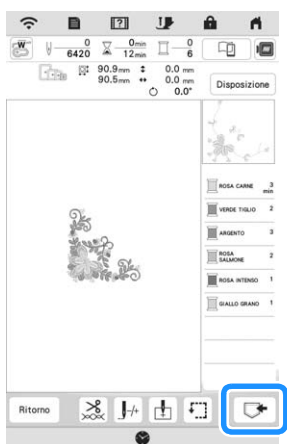 ?
W
0
6420
0min
12min
0
6
90.9mm
90.5mm
0.0 mm
0.0 mm
0.0°
Disposizione
ROSA CARNE 3 min
VERDE TIGLIO 2
ARGENTO 3
ROSA SALMONE 2
ROSA INTENSO 1
GIALLO GRANO 1
Ritorno
-/+